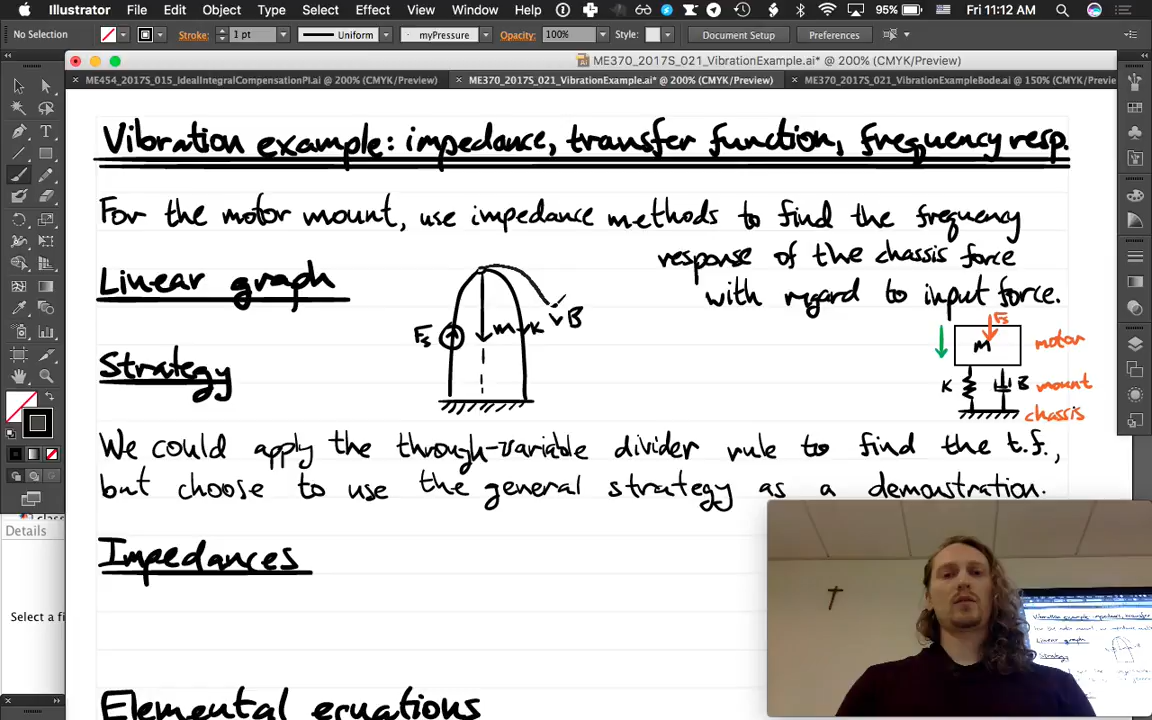 Illustrator File Edit Object Type Select Effect View Window Help 95% Fri 11:12 AM
No Selection Stroke: 1 pt Uniform myPressure Opacity: 100% Style: Document Setup Preferences
ME370_2017S_021_VibrationExample.ai* @ 200% (CMYK/Preview)
ME454_2017S_015_IdealIntegralCompensationPI.ai @ 200% (CMYK/Preview) ME370_2017S_021_VibrationExample.ai* @ 200% (CMYK/Preview) ME370_2017S_021_VibrationExampleBode.ai @ 150% (CMYK/Previe
Vibration example: impedance, transfer function, frequency resp.
For the motor mount, use impedance methods to find the frequency
response of the chassis force
with regard to input force.
Linear graph
Fs m K B
Fs
m motor
K B mount
chassis
Strategy
We could apply the through-variable divider rule to find the t.f.,
but choose to use the general strategy as a demonstration.
Details
Impedances
Select a fi
Elemental equations